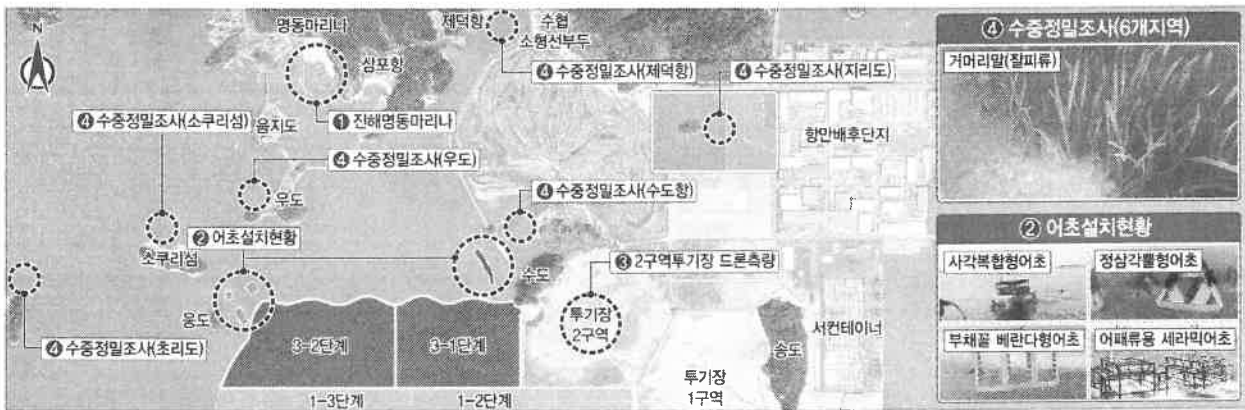 N
명동마리나
제덕항
수협
소형선부두
삼포항
❹ 수중정밀조사(제덕항)
❹ 수중정밀조사(지리도)
❹ 수중정밀조사(소쿠리섬)
음지도
❶ 진해명동마리나
항만배후단지
❹ 수중정밀조사(우도)
우도
❹ 수중정밀조사(수도항)
❷ 어초설치현황
소쿠리섬
수도
❸ 2구역투기장 드론측량
웅도
투기장
2구역
서컨테이너
송도
❹ 수중정밀조사(초리도)
3-2단계
3-1단계
투기장
1구역
1-3단계
1-2단계
④ 수중정밀조사(6개지역)
거머리말(잘피류)
② 어초설치현황
사각복합형어초
정삼각뿔형어초
부채꼴 베란다형어초
어패류용 세라믹어초